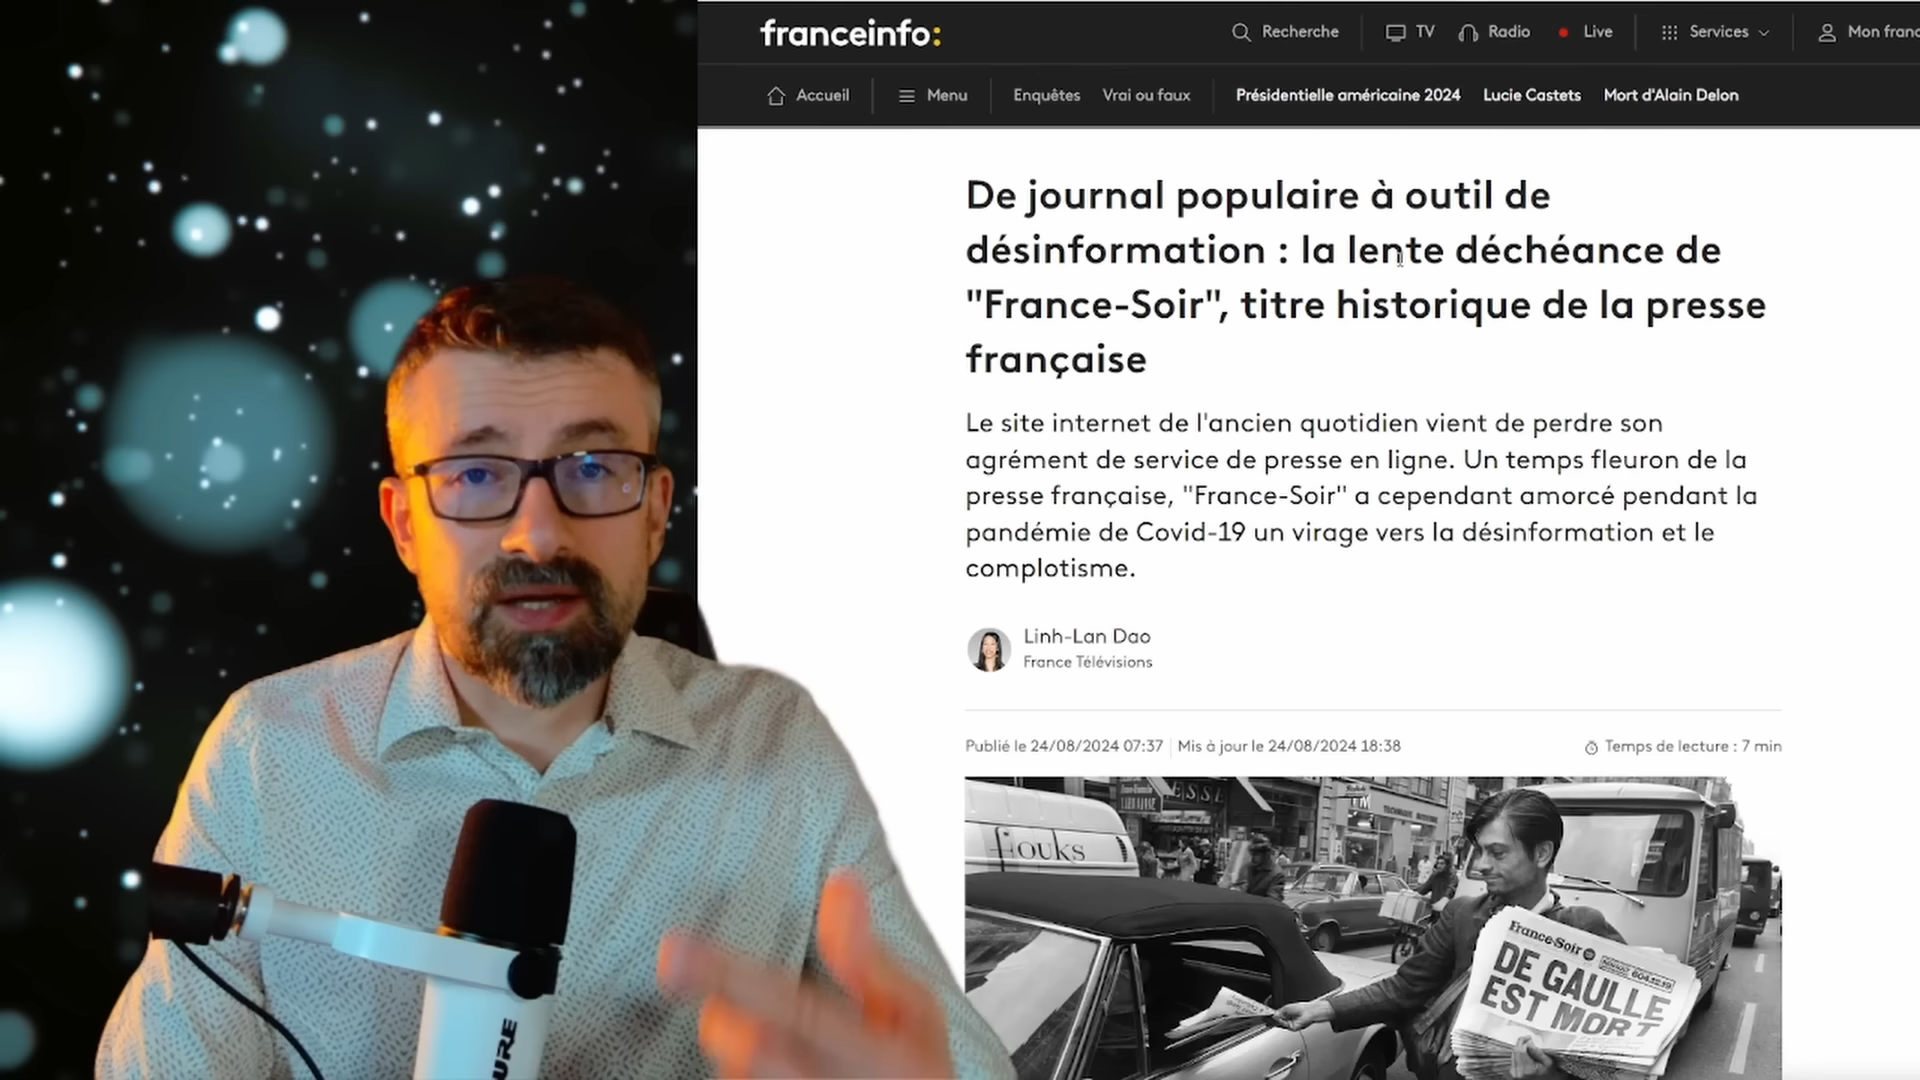 franceinfo:
Recherche
TV
Radio
Live
Services
Mon franc
Accueil
Menu
Enquêtes
Vrai ou faux
Présidentielle américaine 2024
Lucie Castets
Mort d'Alain Delon
De journal populaire à outil de
désinformation : la lente déchéance de
"France-Soir", titre historique de la presse
française
Le site internet de l'ancien quotidien vient de perdre son
agrément de service de presse en ligne. Un temps fleuron de la
presse française, "France-Soir" a cependant amorcé pendant la
pandémie de Covid-19 un virage vers la désinformation et le
complotisme.
Linh-Lan Dao
France Télévisions
Publié le 24/08/2024 07:37
Mis à jour le 24/08/2024 18:38
Temps de lecture : 7 min
France-Soir
DE GAULLE
EST MORT
URE